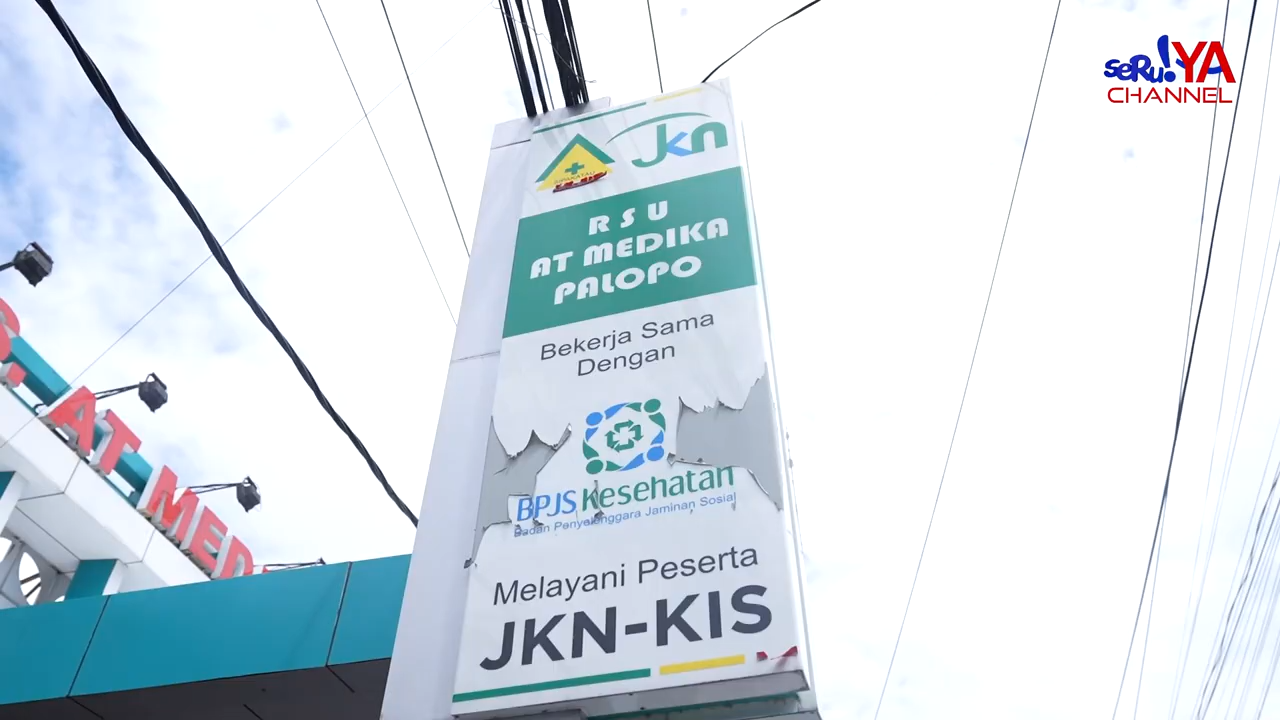 seRu!YA
CHANNEL
Jkn
RSU
AT MEDIKA
PALOPO
Bekerja Sama
Dengan
BPJS Kesehatan
Badan Penyelenggara Jaminan Sosial
Melayani Peserta
JKN-KIS
AT MED